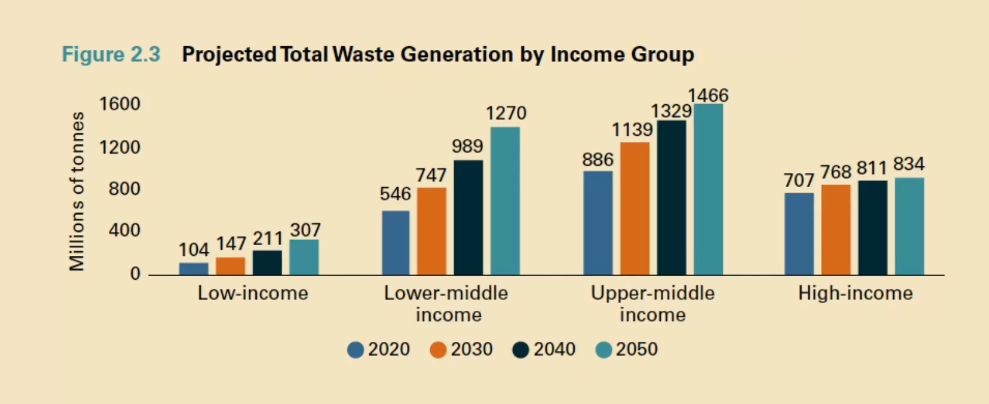 Figure 2.3 Projected Total Waste Generation by Income Group
Millions of tonnes
1600
1200
800
400
0
104 147 211 307
546 747 989 1270
886 1139 1329 1466
707 768 811 834
Low-income
Lower-middle
income
Upper-middle
income
High-income
2020 2030 2040 2050